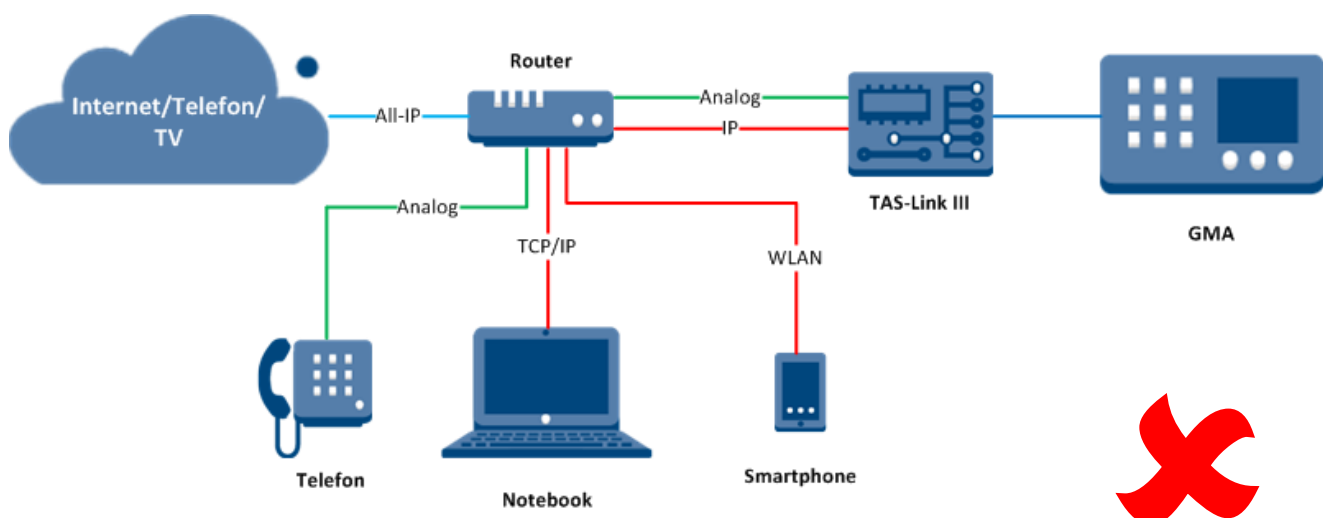 Internet/Telefon/
TV
All-IP
Router
Analog
IP
TAS-Link III
GMA
Analog
TCP/IP
WLAN
Telefon
Notebook
Smartphone